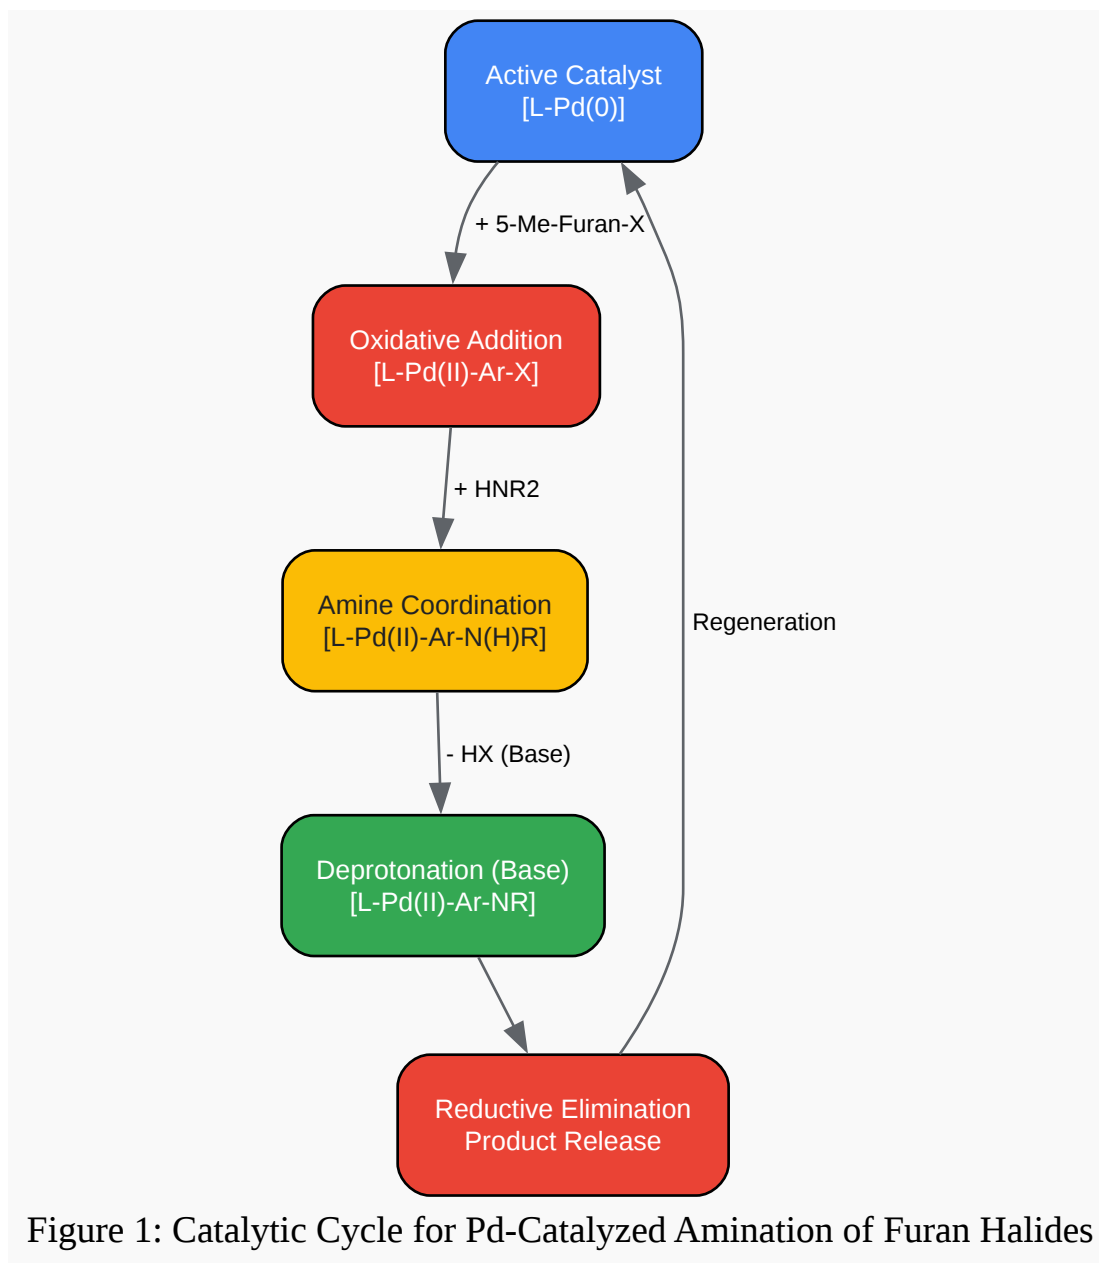 Active Catalyst
[L-Pd(0)]
+ 5-Me-Furan-X
Oxidative Addition
[L-Pd(II)-Ar-X]
+ HNR2
Amine Coordination
[L-Pd(II)-Ar-N(H)R]
Regeneration
- HX (Base)
Deprotonation (Base)
[L-Pd(II)-Ar-NR]
Reductive Elimination
Product Release
Figure 1: Catalytic Cycle for Pd-Catalyzed Amination of Furan Halides